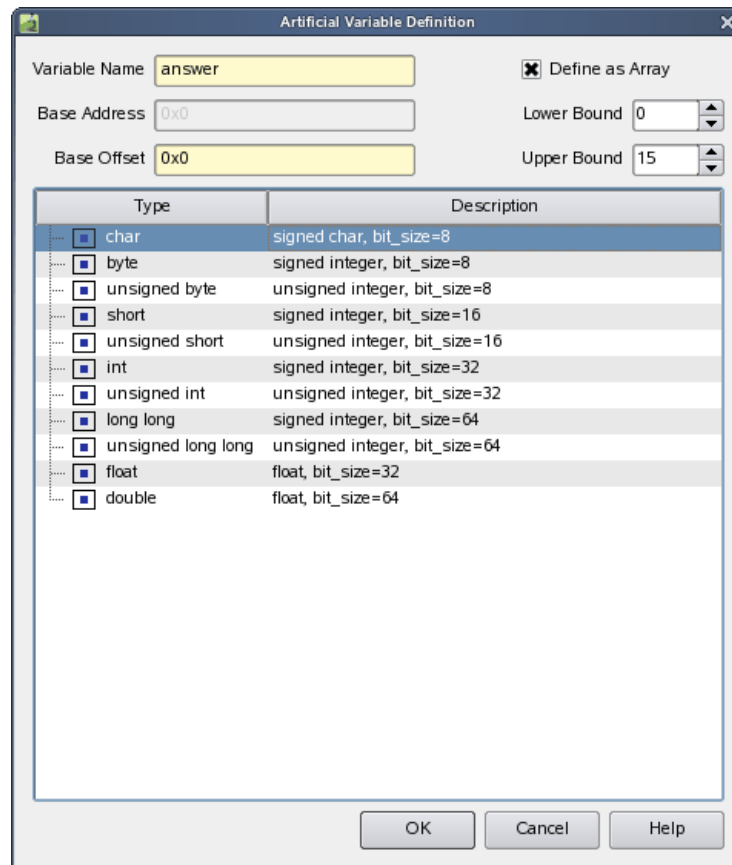 Artificial Variable Definition
Variable Name answer Define as Array
Base Address 0x0 Lower Bound 0
Base Offset 0x0 Upper Bound 15
Type Description
char signed char, bit_size=8
byte signed integer, bit_size=8
unsigned byte unsigned integer, bit_size=8
short signed integer, bit_size=16
unsigned short unsigned integer, bit_size=16
int signed integer, bit_size=32
unsigned int unsigned integer, bit_size=32
long long signed integer, bit_size=64
unsigned long long unsigned integer, bit_size=64
float float, bit_size=32
double float, bit_size=64
OK Cancel Help